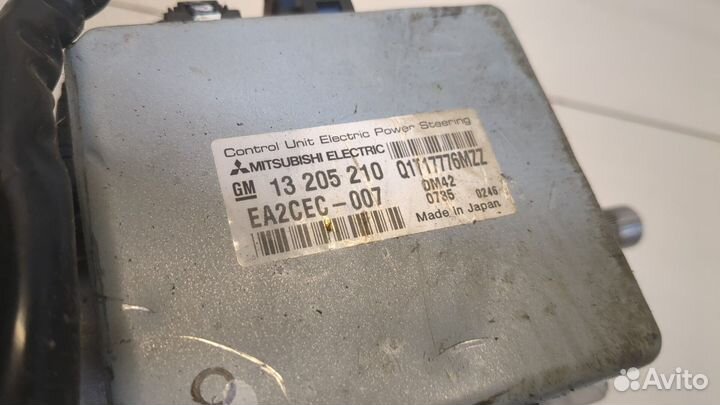 Control Unit Electric Power Steering
MITSUBISHI ELECTRIC
GM 13 205 210 Q1T17776MZZ
EA2CEC-007 DM42
0735 0246
Made in Japan
Avito